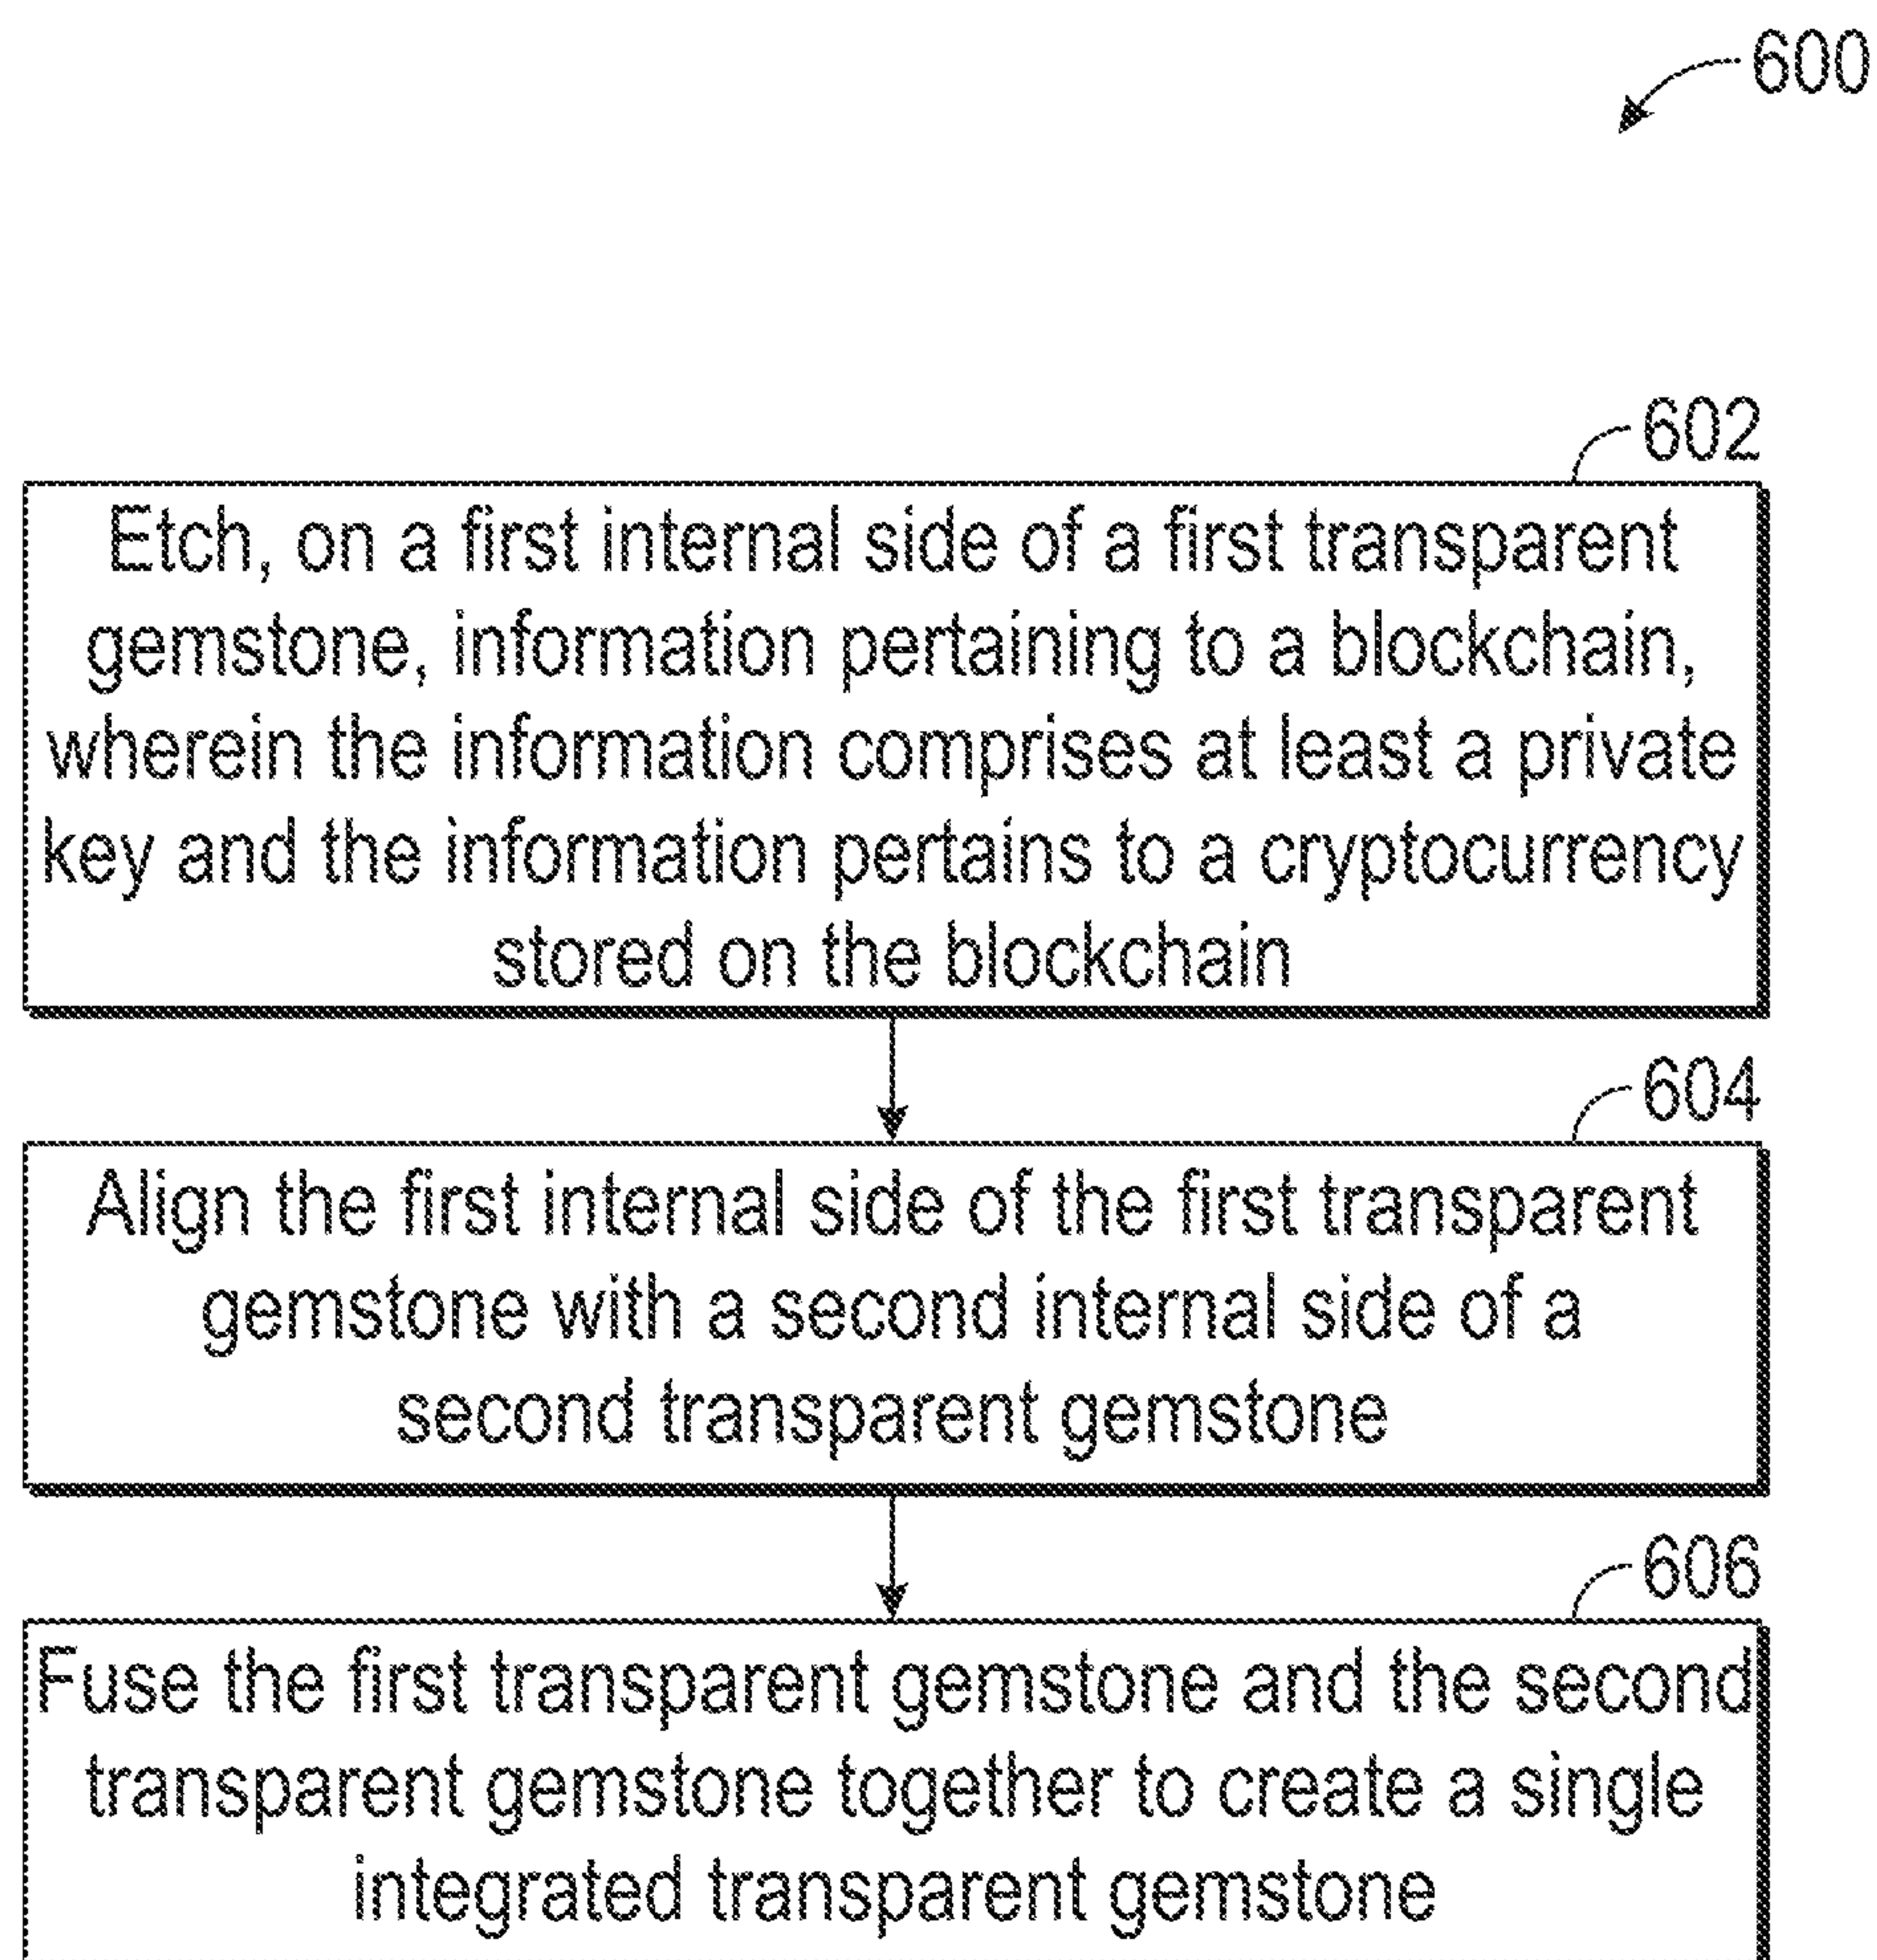 600
602
Etch, on a first internal side of a first transparent
gemstone, information pertaining to a blockchain,
wherein the information comprises at least a private
key and the information pertains to a cryptocurrency
stored on the blockchain
604
Align the first internal side of the first transparent
gemstone with a second internal side of a
second transparent gemstone
606
Fuse the first transparent gemstone and the second
transparent gemstone together to create a single
integrated transparent gemstone